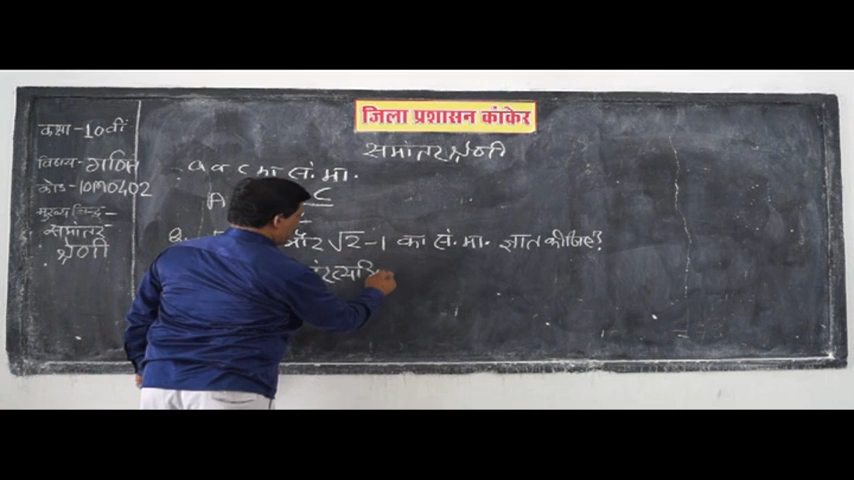 जिला प्रशासन कांकेर
समांतर श्रेणी
कक्षा - 10वीं
विषय - गणित
कोड - 10M0402
मुख्य बिन्दु -
समांतर
श्रेणी
a व c का सं. मा.
A C
Q. और √2 - 1 का सं. मा. ज्ञात कीजिए?